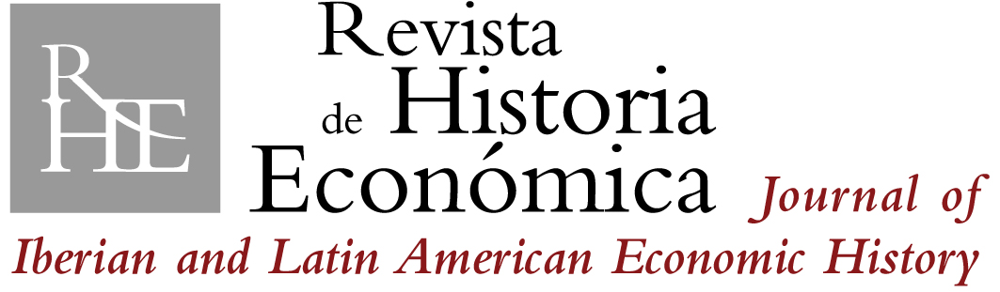 RHE
Revista
de Historia
Económica Journal of
Iberian and Latin American Economic History